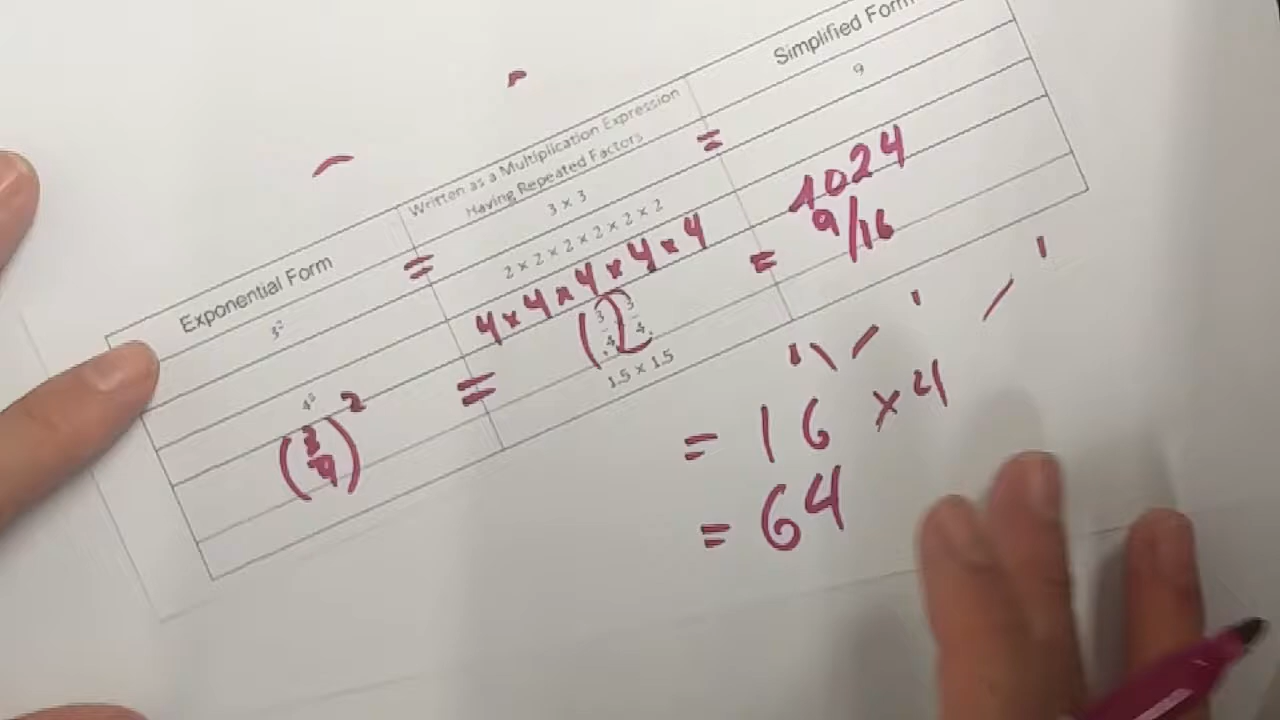 Exponential Form
Written as a Multiplication Expression
Having Repeated Factors
Simplified Form
3²
=
3 × 3
=
9
2 × 2 × 2 × 2 × 2 × 2
4 × 4 × 4 × 4 × 4
1024
(3/4)²
=
=
9/16
1.5 × 1.5
= 16 × 4
= 64